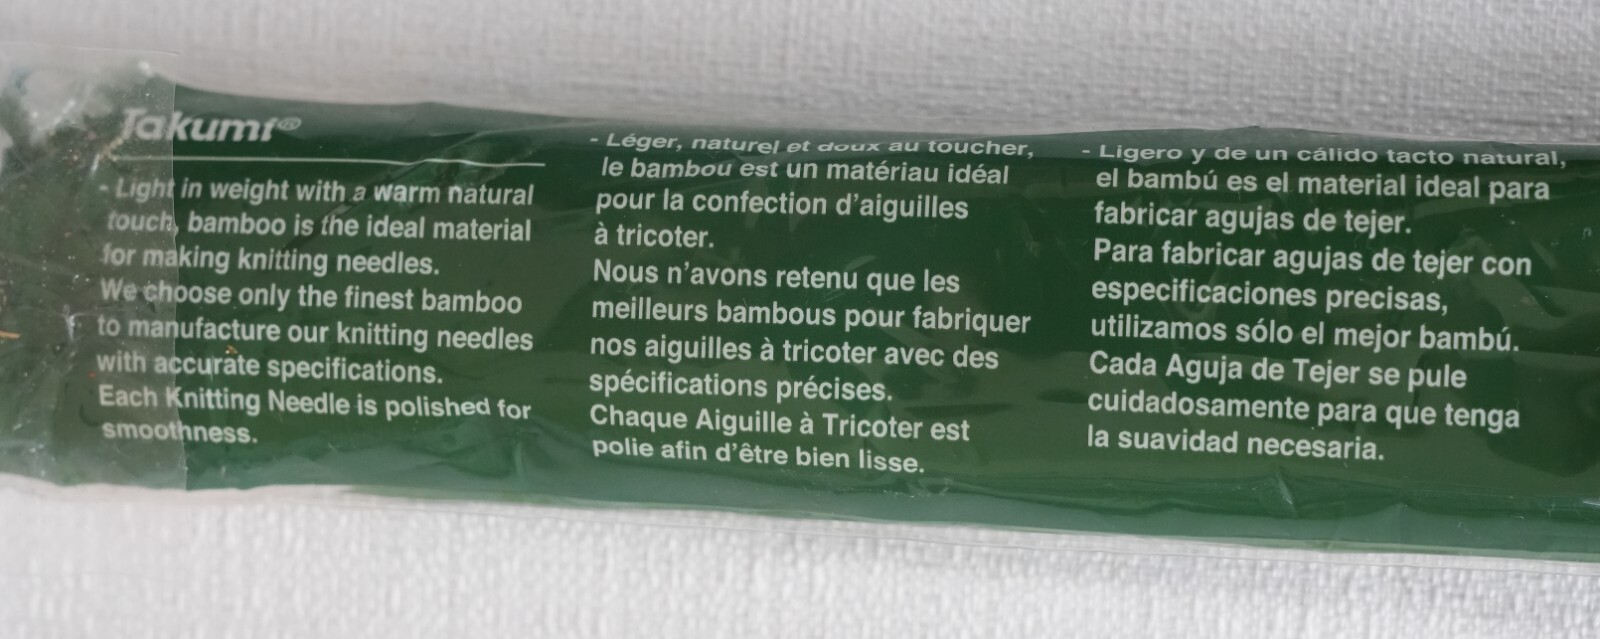 Takumi®
- Light in weight with a warm natural
touch, bamboo is the ideal material
for making knitting needles.
We choose only the finest bamboo
to manufacture our knitting needles
with accurate specifications.
Each Knitting Needle is polished for
smoothness.
- Léger, naturel et doux au toucher,
le bambou est un matériau idéal
pour la confection d'aiguilles
à tricoter.
Nous n'avons retenu que les
meilleurs bambous pour fabriquer
nos aiguilles à tricoter avec des
spécifications précises.
Chaque Aiguille à Tricoter est
polie afin d'être bien lisse.
- Ligero y de un cálido tacto natural,
el bambú es el material ideal para
fabricar agujas de tejer.
Para fabricar agujas de tejer con
especificaciones precisas,
utilizamos sólo el mejor bambú.
Cada Aguja de Tejer se pule
cuidadosamente para que tenga
la suavidad necesaria.